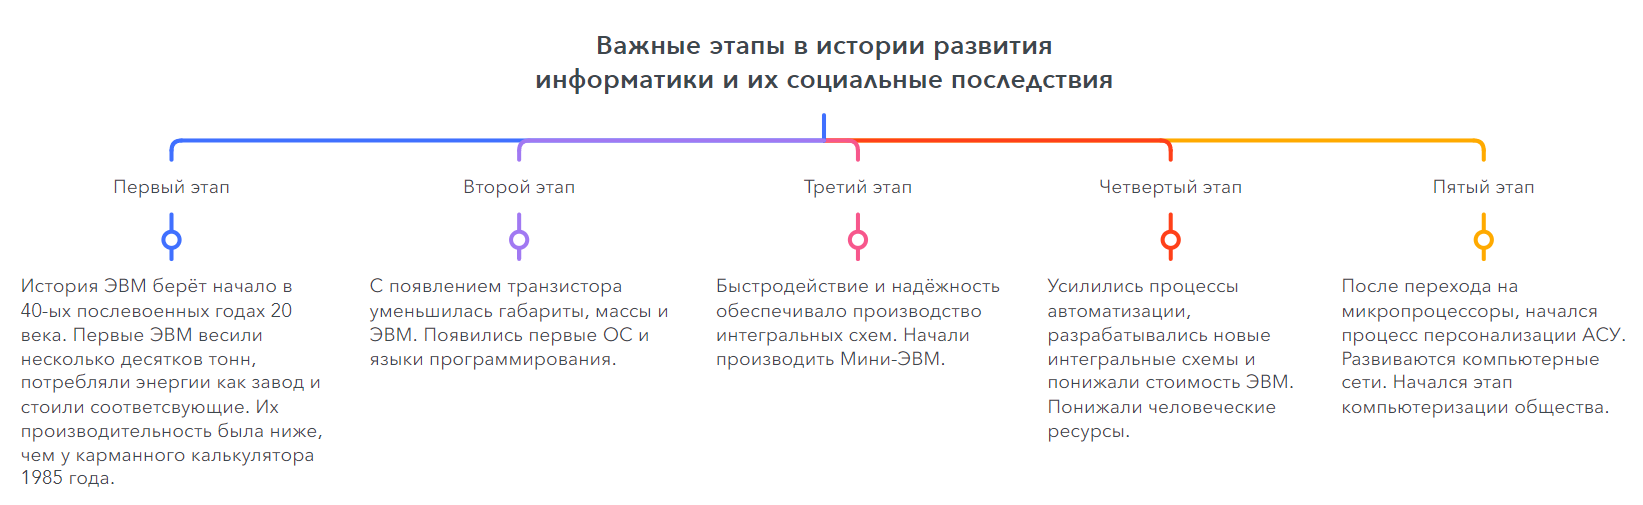 Важные этапы в истории развития
информатики и их социальные последствия
Первый этап
История ЭВМ берёт начало в
40-ых послевоенных годах 20
века. Первые ЭВМ весили
несколько десятков тонн,
потребляли энергии как завод и
стоили соответсвующие. Их
производительность была ниже,
чем у карманного калькулятора
1985 года.
Второй этап
С появлением транзистора
уменьшилась габариты, массы и
ЭВМ. Появились первые ОС и
языки программирования.
Третий этап
Быстродействие и надёжность
обеспечивало производство
интегральных схем. Начали
производить Мини-ЭВМ.
Четвертый этап
Усилились процессы
автоматизации,
разрабатывались новые
интегральные схемы и
понижали стоимость ЭВМ.
Понижали человеческие
ресурсы.
Пятый этап
После перехода на
микропроцессоры, начался
процесс персонализации АСУ.
Развиваются компьютерные
сети. Начался этап
компьютеризации общества.